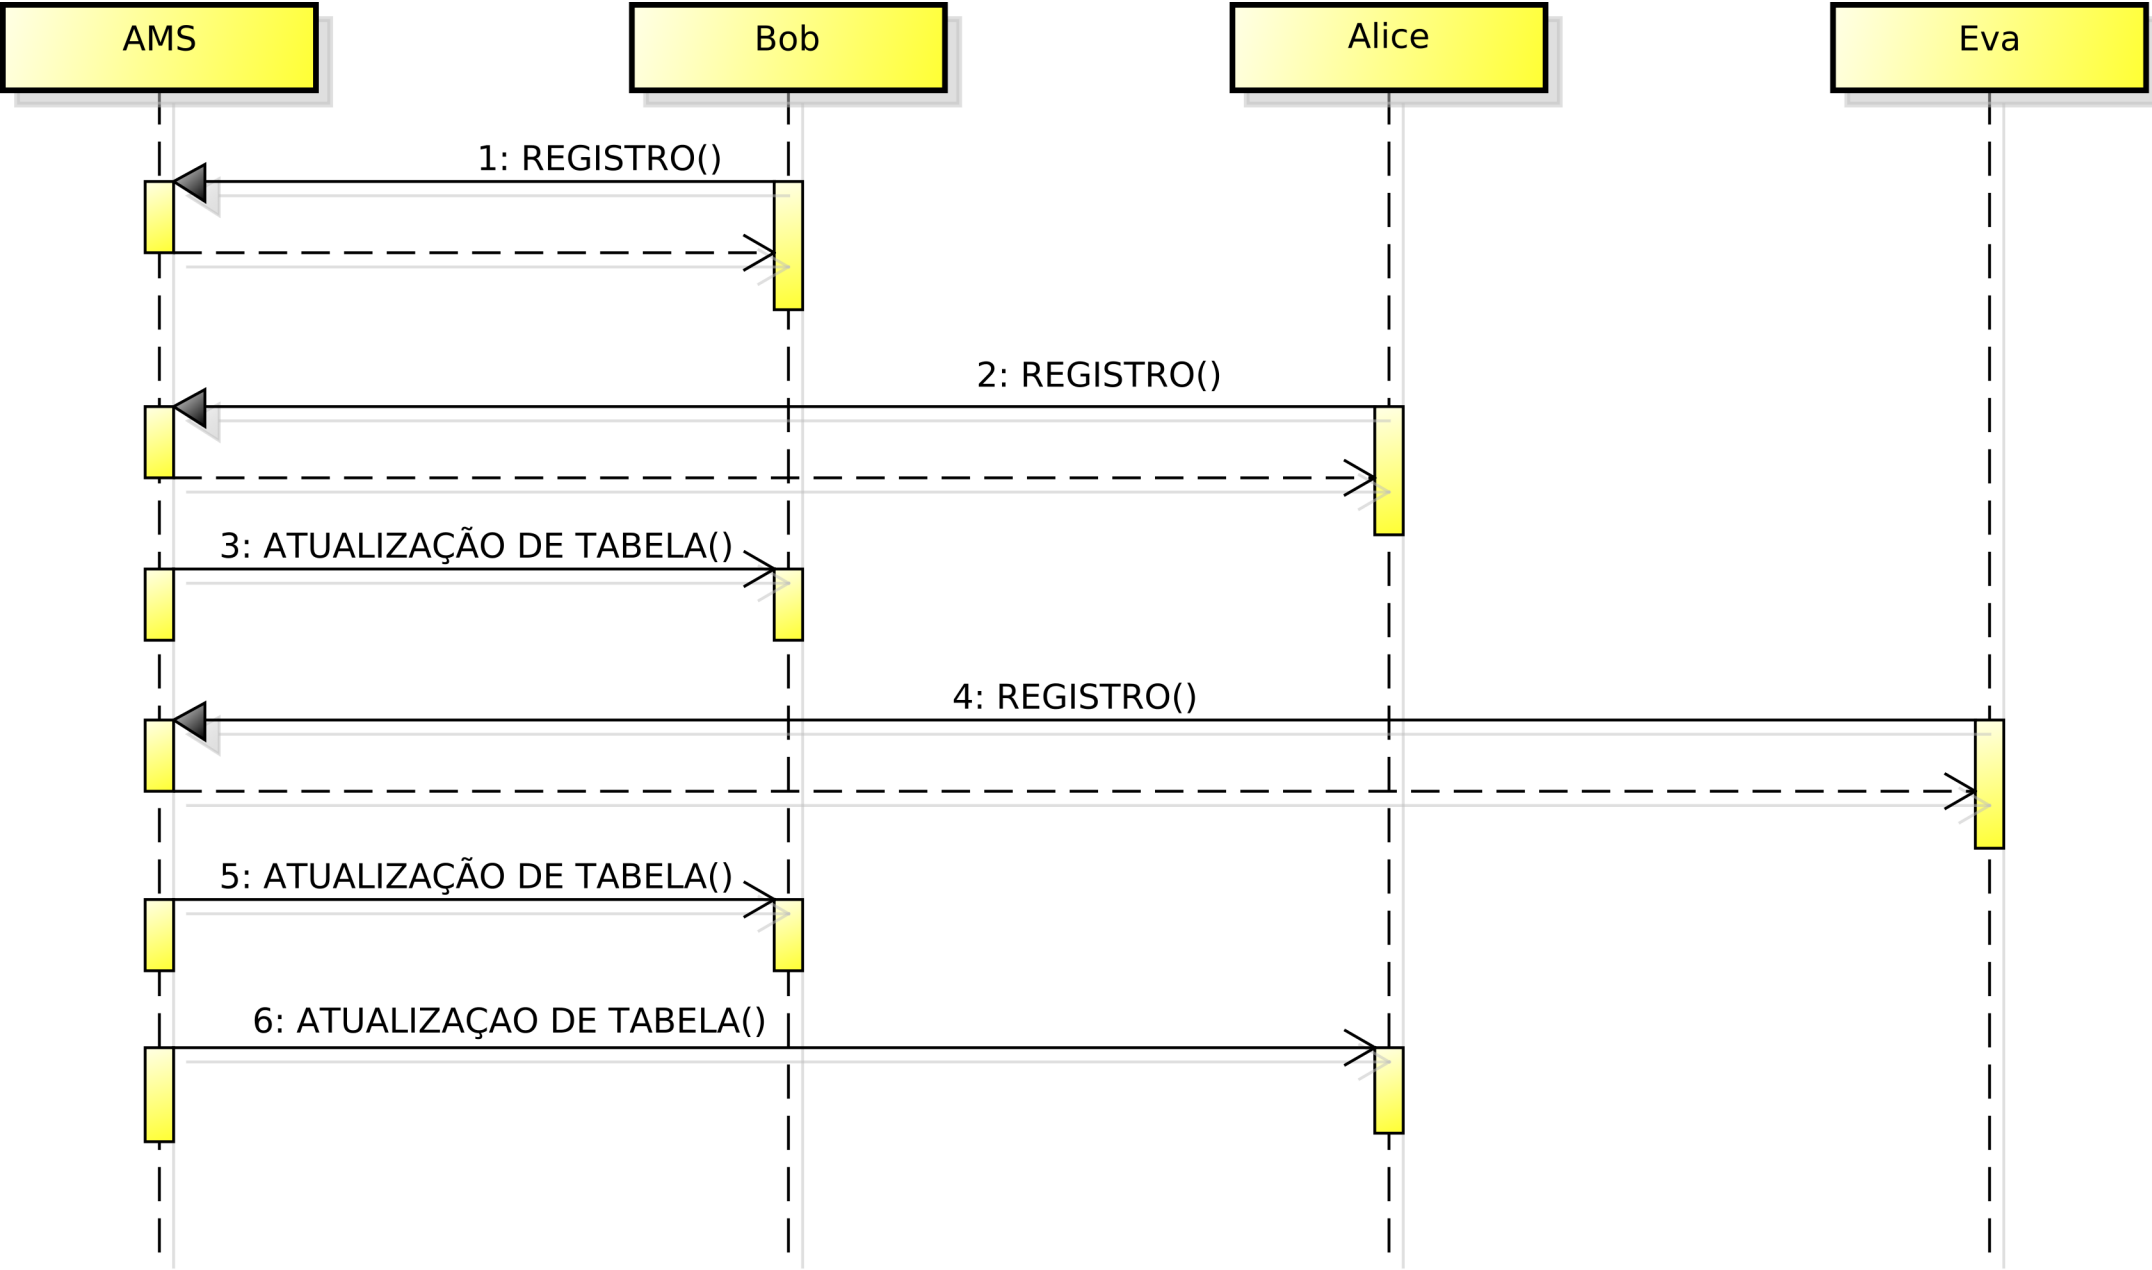 AMS
Bob
Alice
Eva
1: REGISTRO()
2: REGISTRO()
3: ATUALIZAÇÃO DE TABELA()
4: REGISTRO()
5: ATUALIZAÇÃO DE TABELA()
6: ATUALIZAÇAO DE TABELA()